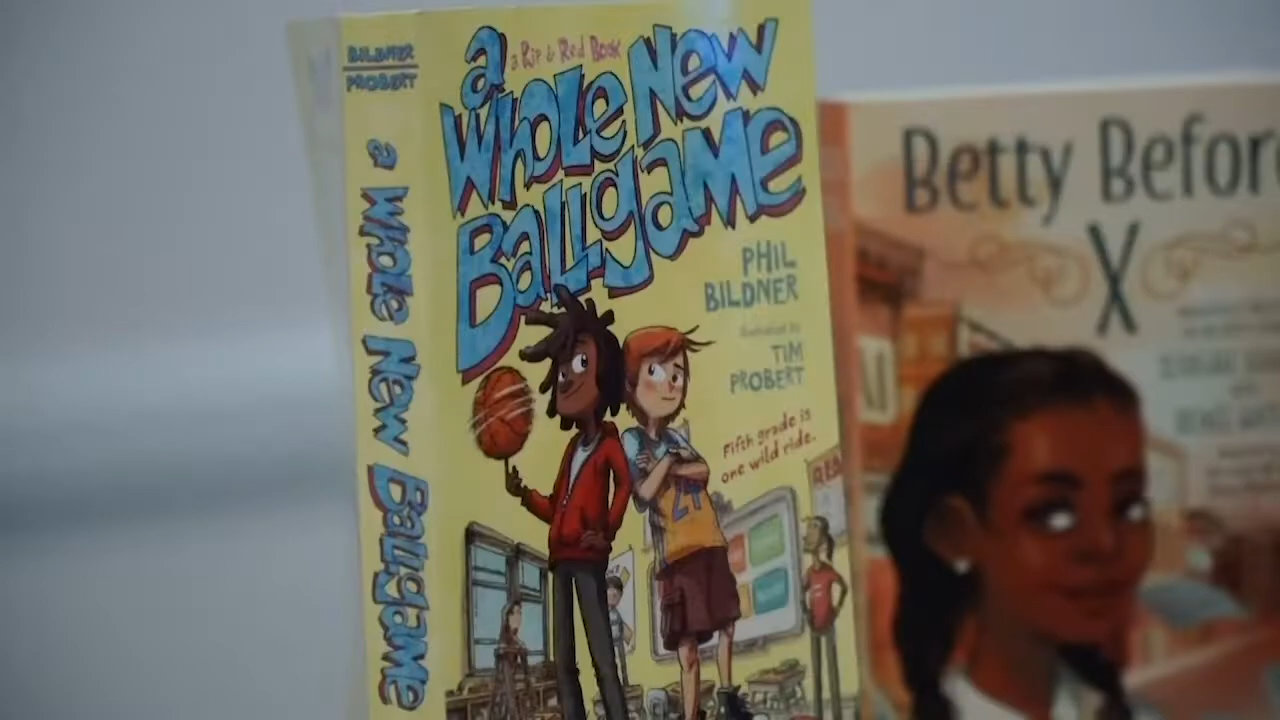 BILDNER
PROBERT
a Whole New Ballgame
a Rip & Red Book
a
Whole New
Ballgame
PHIL
BILDNER
illustrated by
TIM
PROBERT
Fifth grade is
one wild ride.
24
Betty Before
X